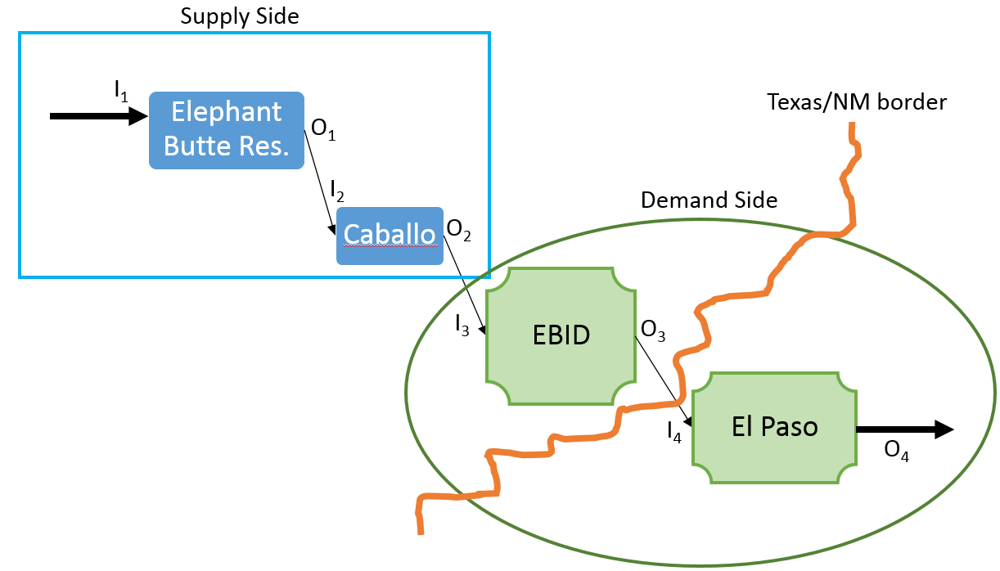 Supply Side
I1
Elephant
Butte Res.
O1
I2
Caballo
O2
Texas/NM border
Demand Side
I3
EBID
O3
I4
El Paso
O4